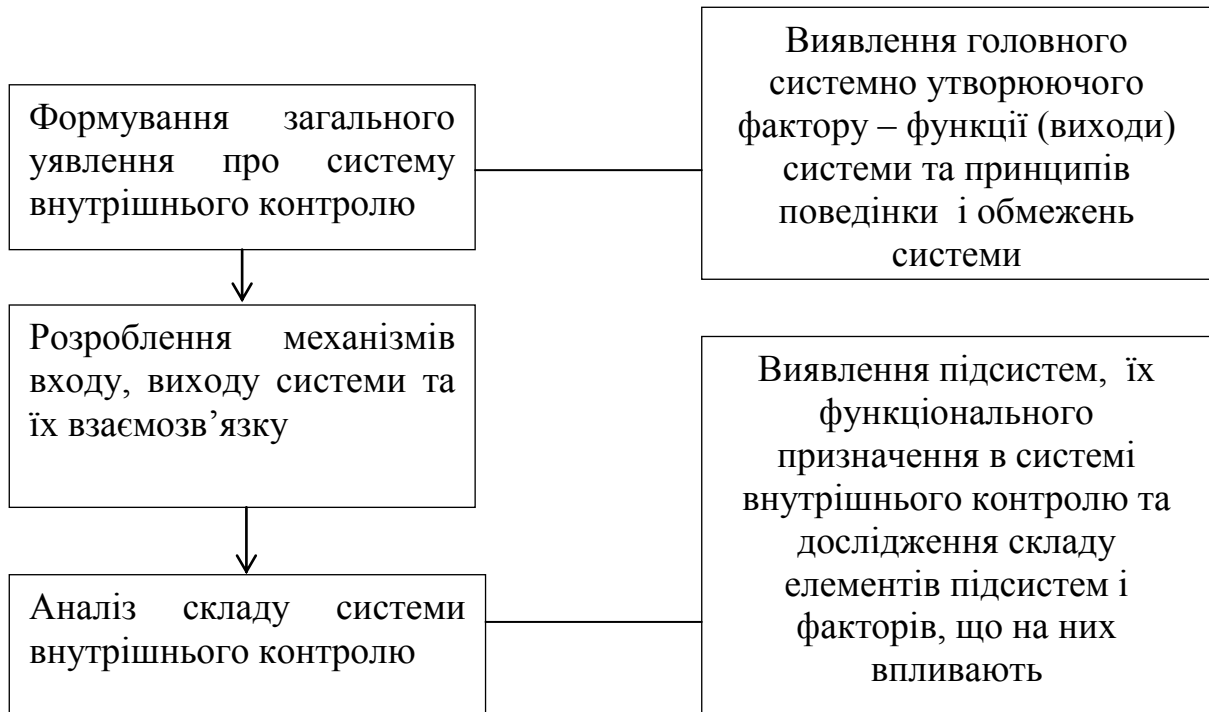 Формування загального
уявлення про систему
внутрішнього контролю
Виявлення головного
системно утворюючого
фактору – функції (виходи)
системи та принципів
поведінки і обмежень
системи
Розроблення механізмів
входу, виходу системи та
їх взаємозв’язку
Аналіз складу системи
внутрішнього контролю
Виявлення підсистем, їх
функціонального
призначення в системі
внутрішнього контролю та
дослідження складу
елементів підсистем і
факторів, що на них
впливають